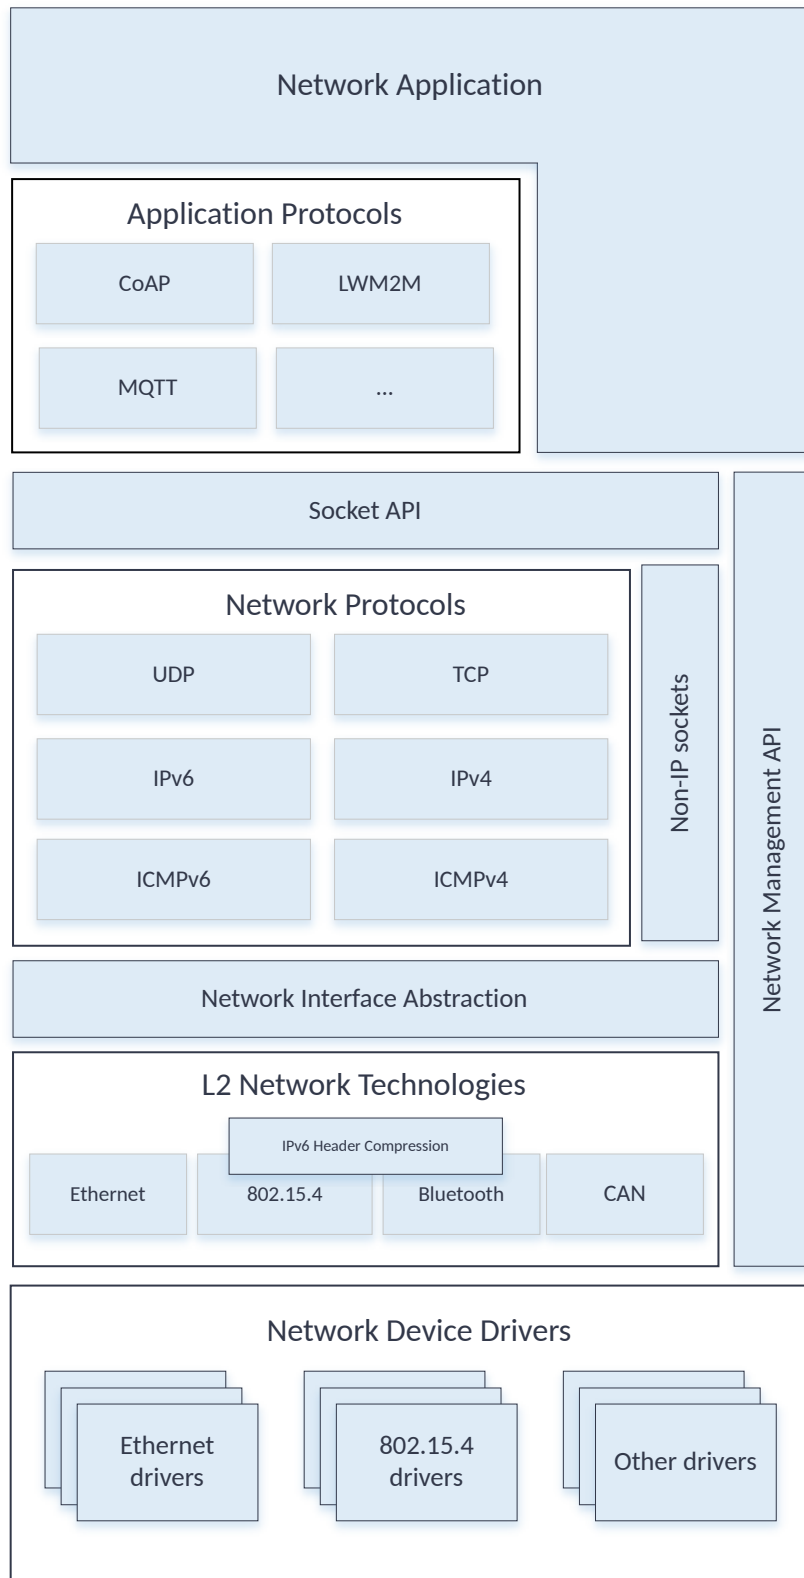 Network Application
Application Protocols
CoAP
LWM2M
MQTT
...
Socket API
Network Protocols
UDP
TCP
IPv6
IPv4
ICMPv6
ICMPv4
Non-IP sockets
Network Management API
Network Interface Abstraction
L2 Network Technologies
IPv6 Header Compression
Ethernet
802.15.4
Bluetooth
CAN
Network Device Drivers
Ethernet
drivers
802.15.4
drivers
Other drivers